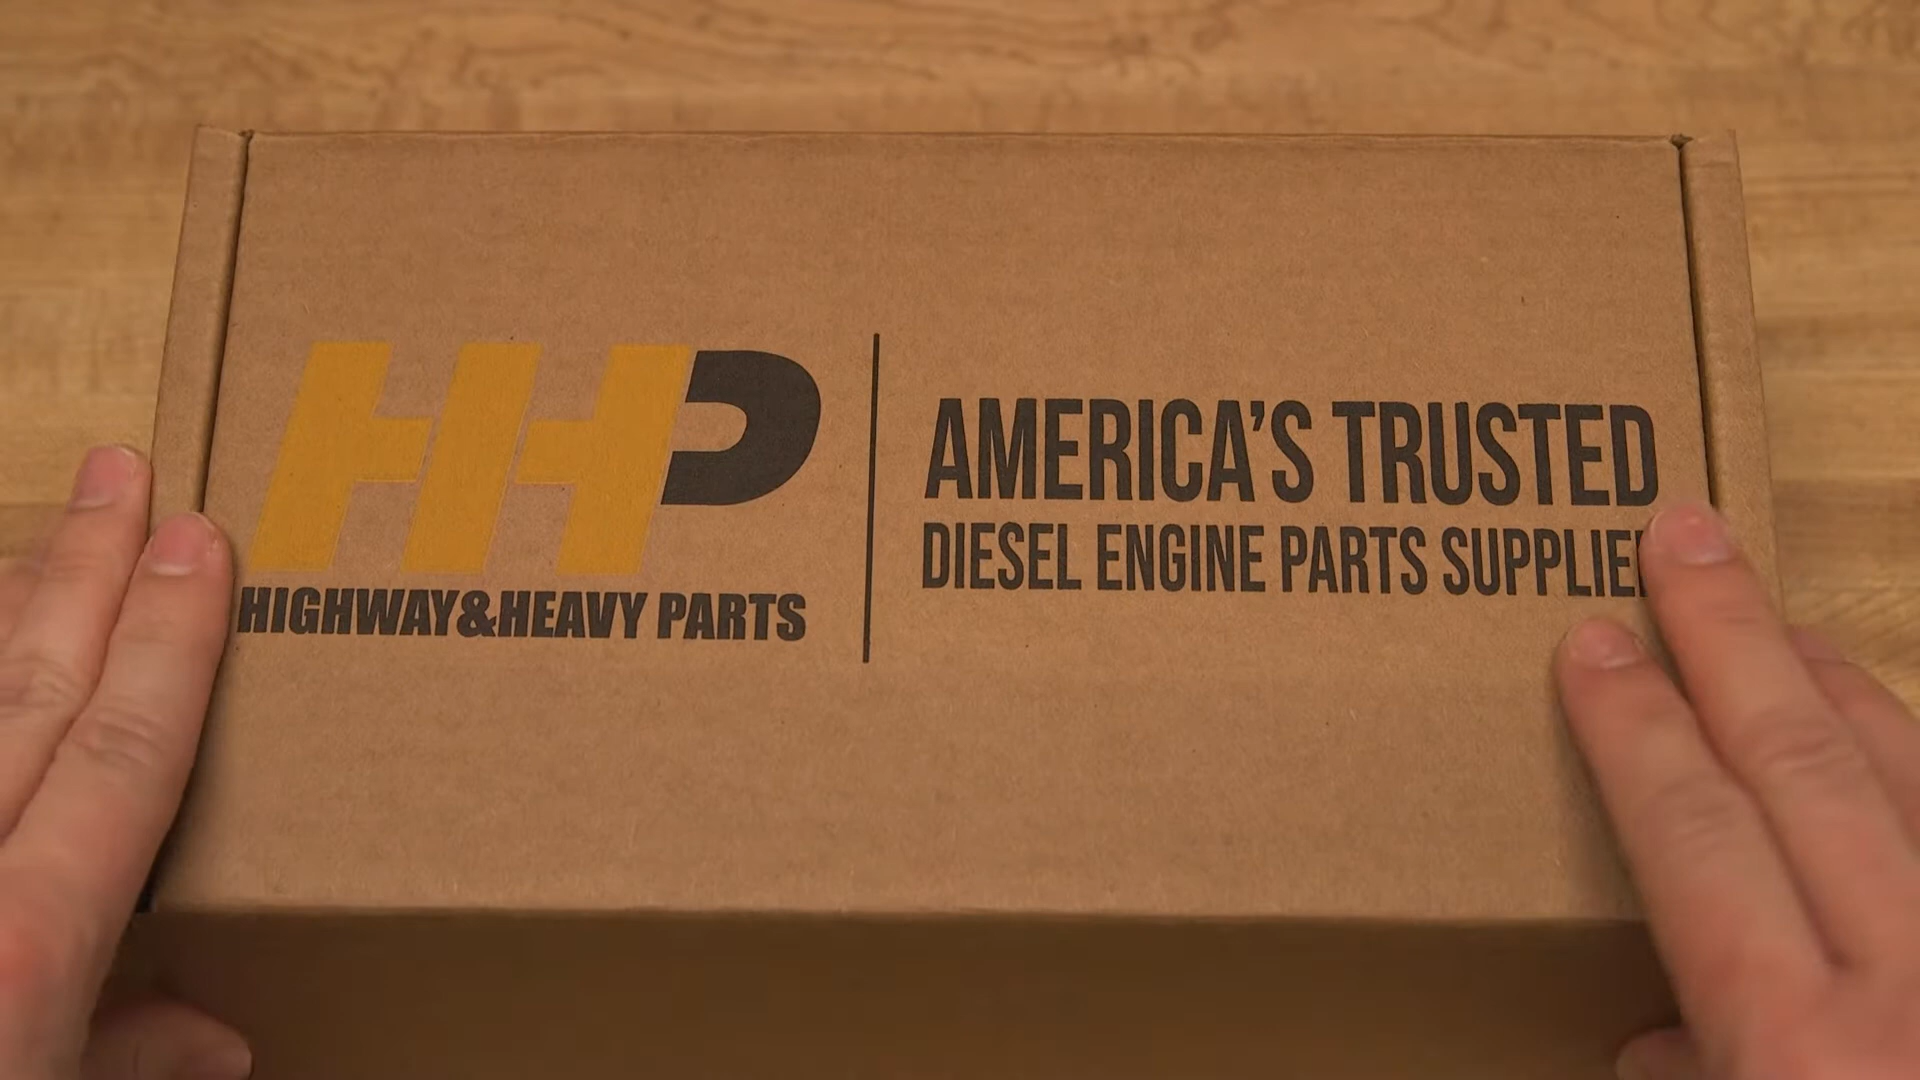 HHP
HIGHWAY&HEAVY PARTS
AMERICA'S TRUSTED
DIESEL ENGINE PARTS